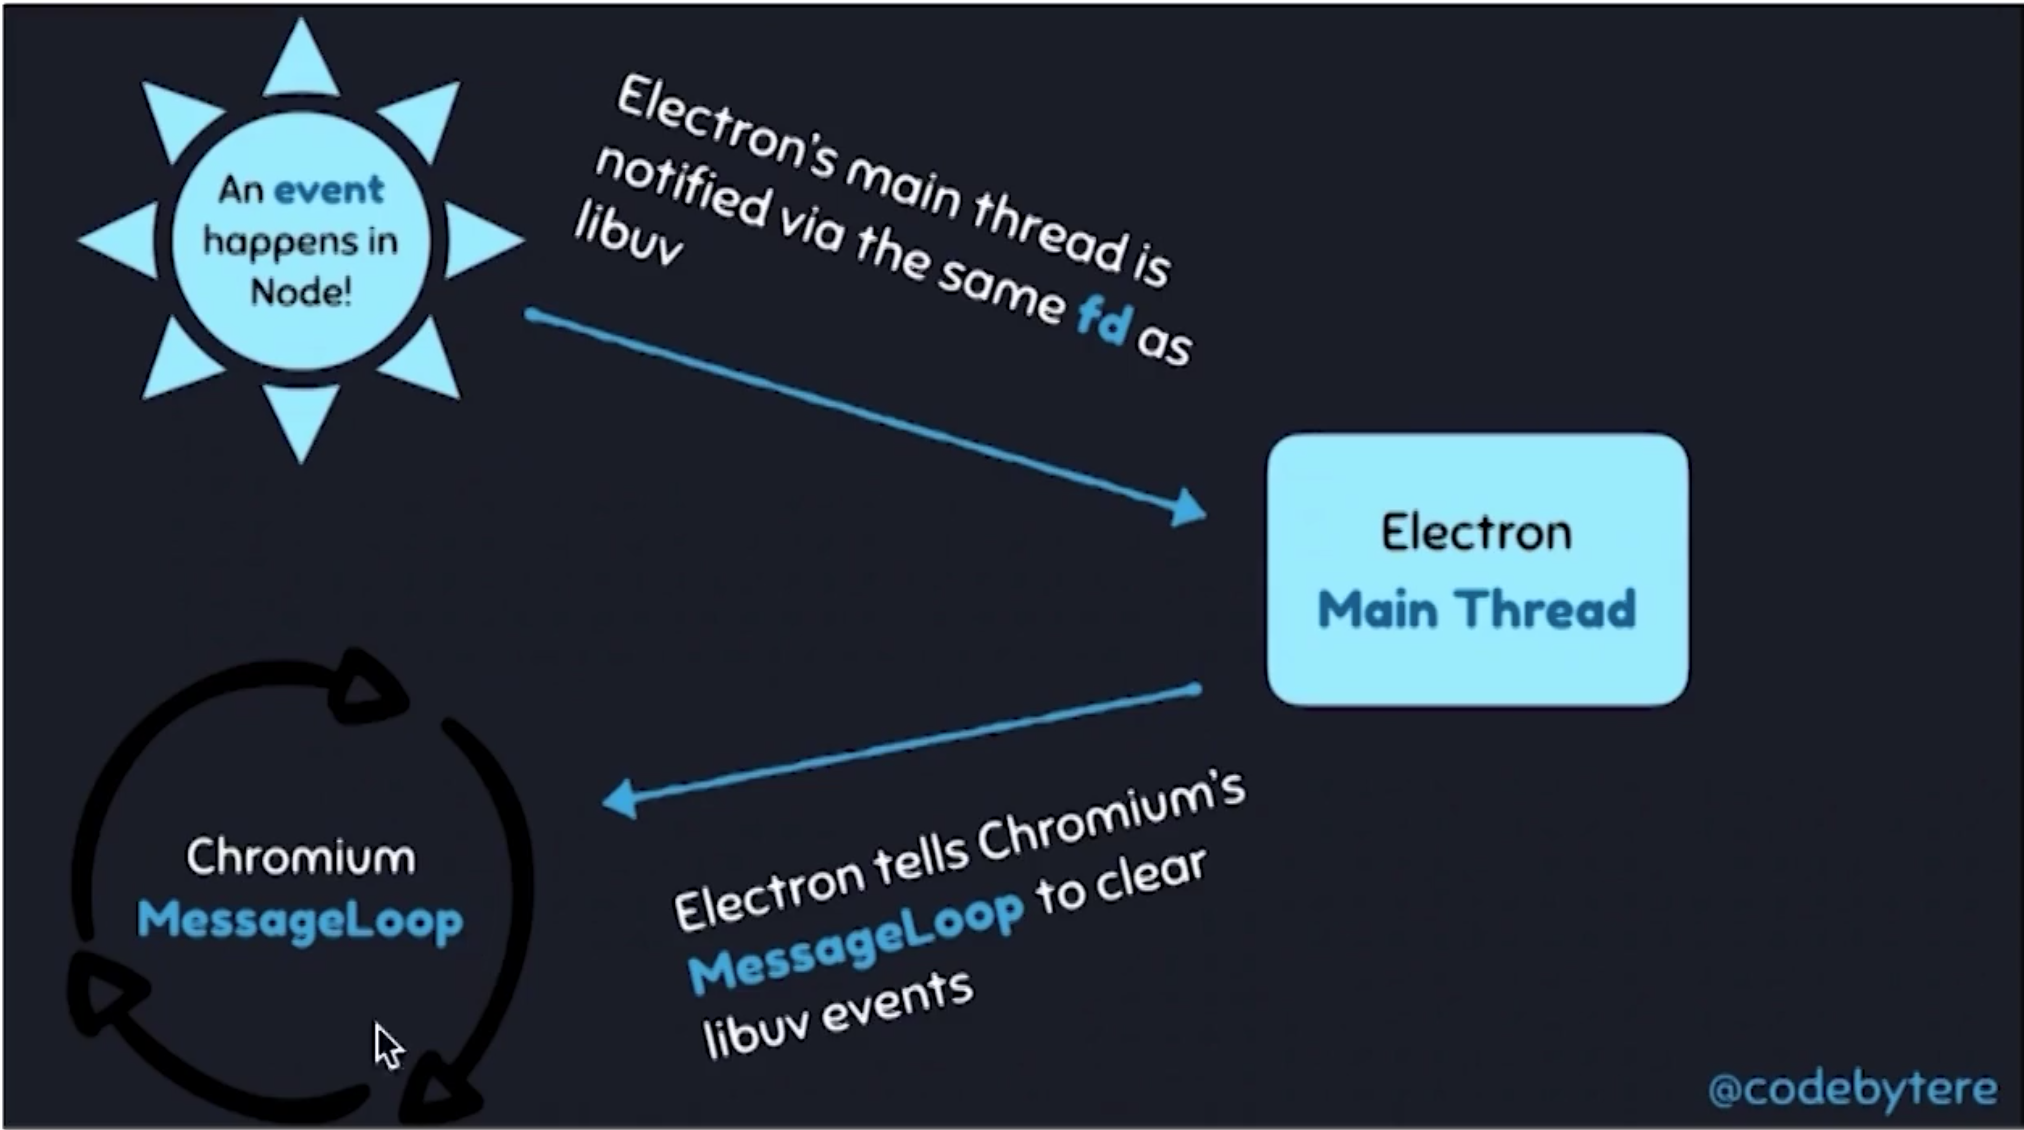 An event
happens in
Node!
Electron's main thread is
notified via the same fd as
libuv
Electron
Main Thread
Electron tells Chromium's
MessageLoop to clear
libuv events
Chromium
MessageLoop
@codebytere